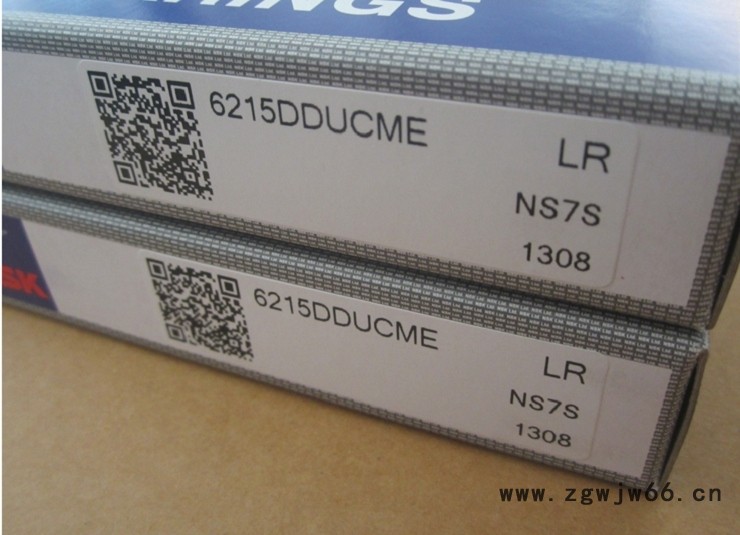 INGS
6215DDUCME
LR
NS7S
1308
SK
6215DDUCME
LR
NS7S
1308
www.zgwjw66.cn